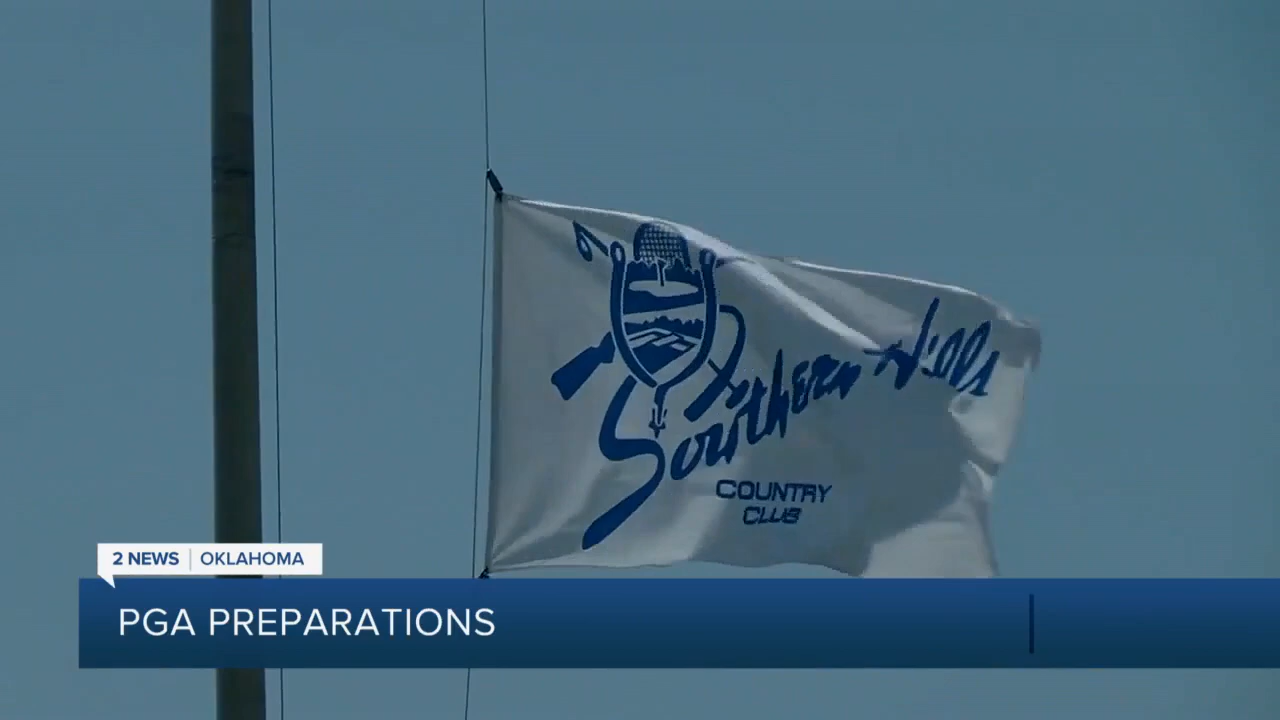 Southern Hills
COUNTRY
CLUB
2 NEWS | OKLAHOMA
PGA PREPARATIONS